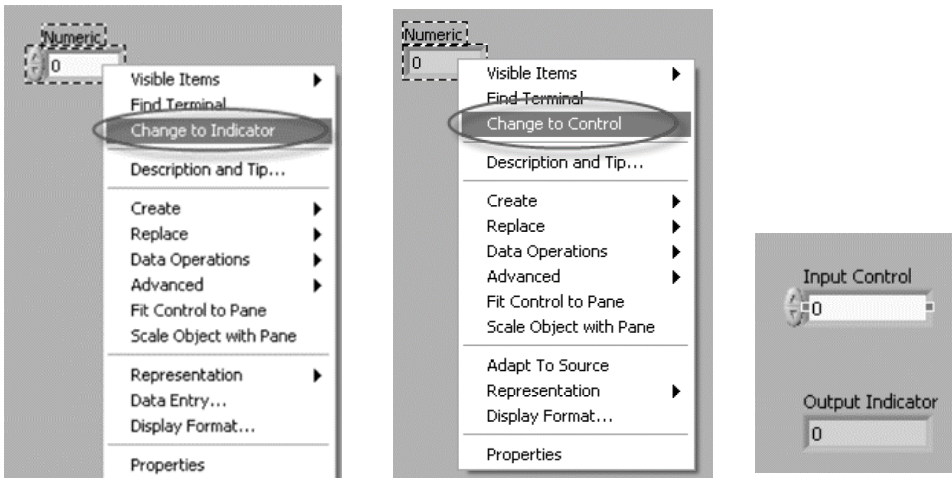 Numeric
0
Visible Items
Find Terminal
Change to Indicator
Description and Tip...
Create
Replace
Data Operations
Advanced
Fit Control to Pane
Scale Object with Pane
Representation
Data Entry...
Display Format...
Properties
Numeric
0
Visible Items
Find Terminal
Change to Control
Description and Tip...
Create
Replace
Data Operations
Advanced
Fit Control to Pane
Scale Object with Pane
Adapt To Source
Representation
Display Format...
Properties
Input Control
0
Output Indicator
0